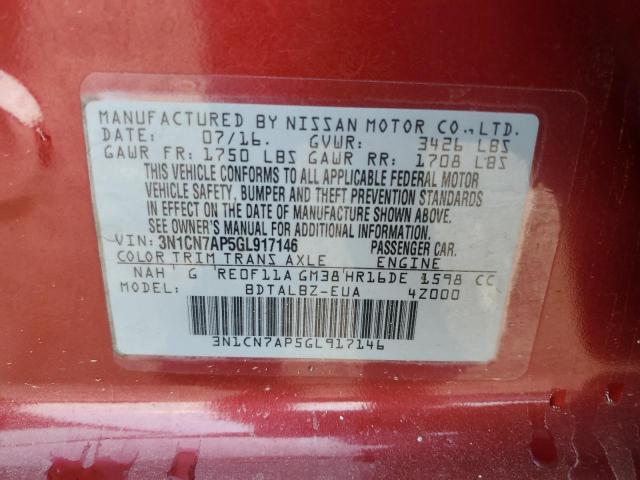 MANUFACTURED BY NISSAN MOTOR CO.,LTD.
DATE: 07/16. GVWR: 3426 LBS
GAWR FR: 1750 LBS GAWR RR: 1708 LBS
THIS VEHICLE CONFORMS TO ALL APPLICABLE FEDERAL MOTOR
VEHICLE SAFETY, BUMPER AND THEFT PREVENTION STANDARDS
IN EFFECT ON THE DATE OF MANUFACTURE SHOWN ABOVE.
SEE OWNER'S MANUAL FOR ADDITIONAL INFORMATION.
VIN: 3N1CN7AP5GL917146 PASSENGER CAR.
COLOR TRIM TRANS AXLE ENGINE
NAH G RE0F11A GM38 HR16DE 1598 CC
MODEL: BDTALBZ-EUA 4Z000
3N1CN7AP5GL917146